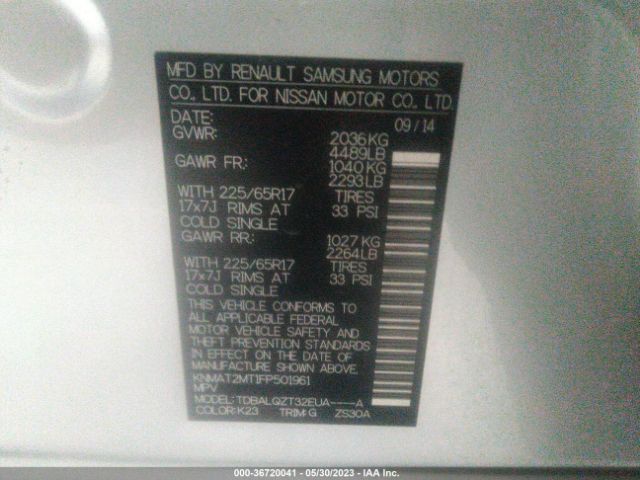 MFD BY RENAULT SAMSUNG MOTORS
CO., LTD. FOR NISSAN MOTOR CO., LTD.
DATE: 09/14
GVWR: 2036KG
4489LB
GAWR FR: 1040KG
2293LB
WITH 225/65R17 TIRES
17x7J RIMS AT 33 PSI
COLD SINGLE
GAWR RR: 1027 KG
2264LB
WITH 225/65R17 TIRES
17x7J RIMS AT 33 PSI
COLD SINGLE
THIS VEHICLE CONFORMS TO
ALL APPLICABLE FEDERAL
MOTOR VEHICLE SAFETY AND
THEFT PREVENTION STANDARDS
IN EFFECT ON THE DATE OF
MANUFACTURE SHOWN ABOVE.
KNMAT2MT1FP501961
MPV
MODEL: TDBALQZT32EUA----A
COLOR: K23 TRIM: G ZS30A
000-36720041 - 05/30/2023 - IAA Inc.